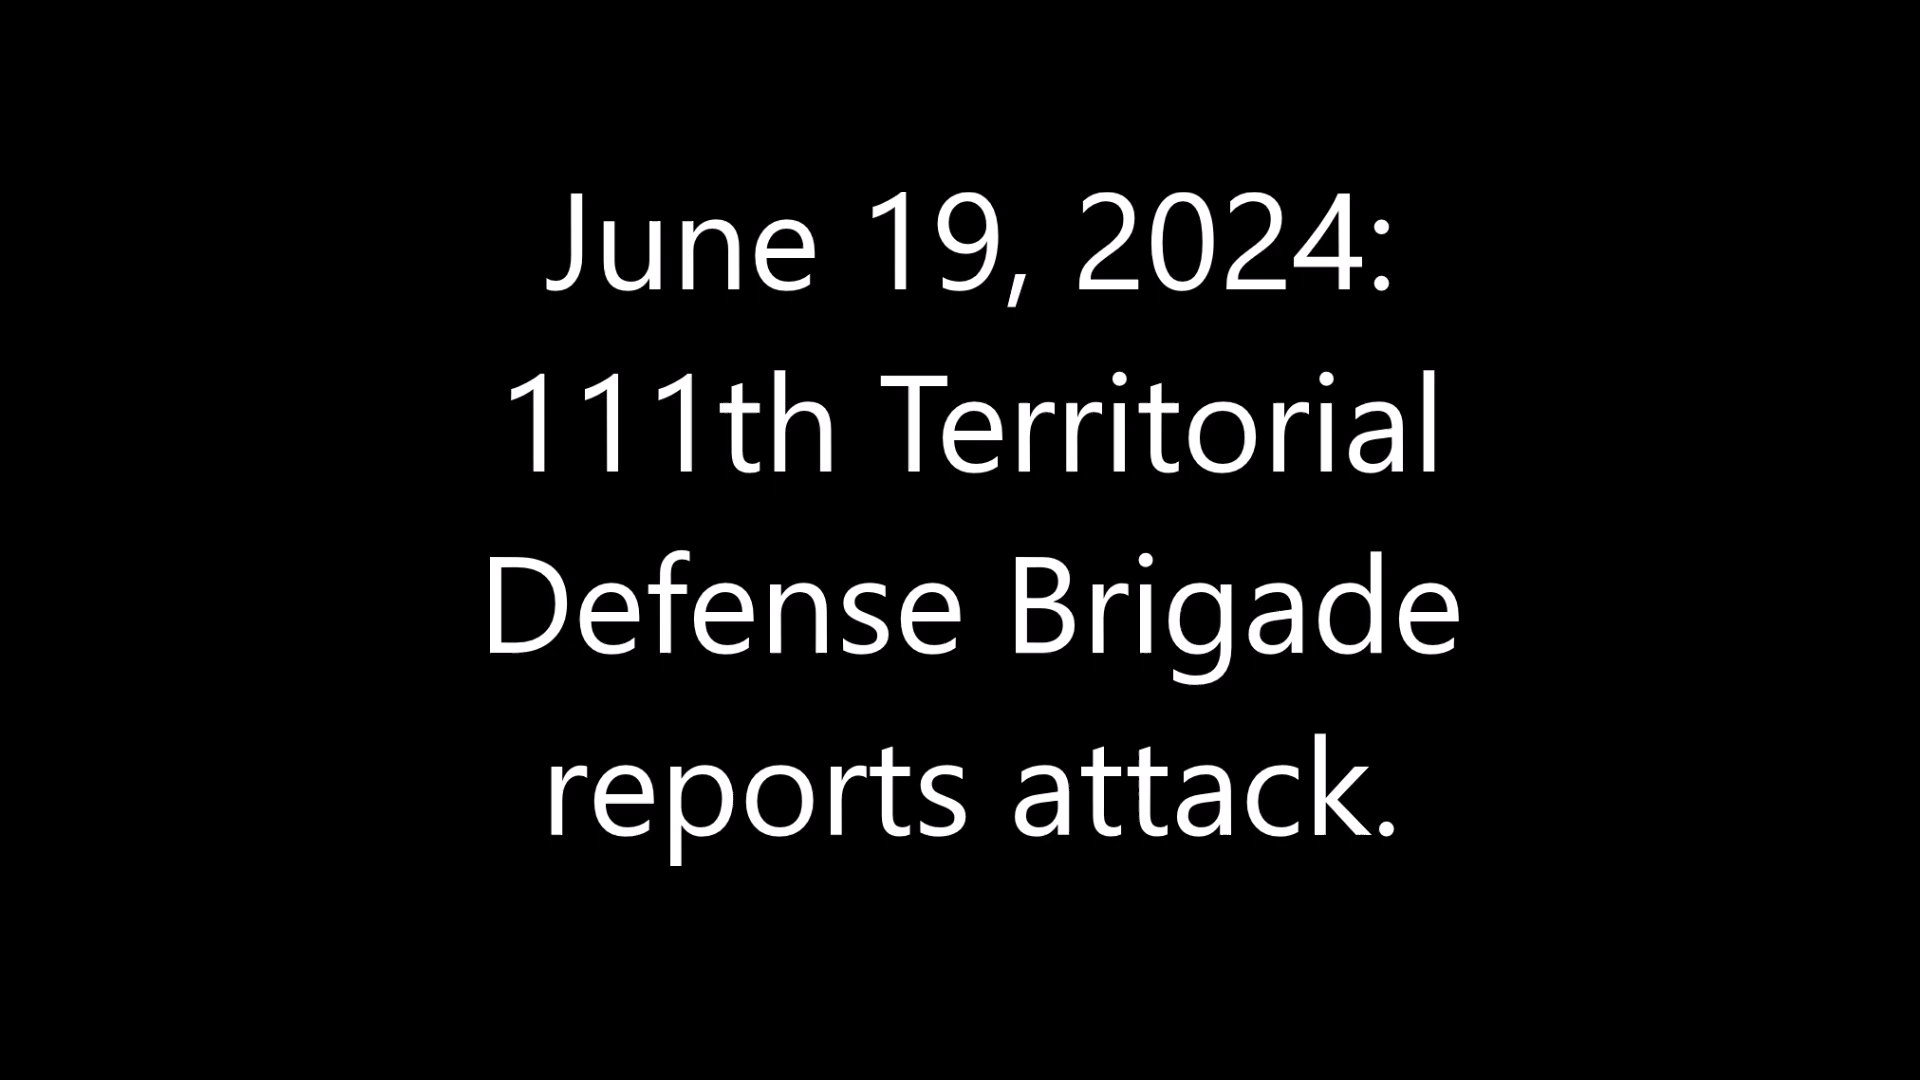 June 19, 2024:
111th Territorial
Defense Brigade
reports attack.